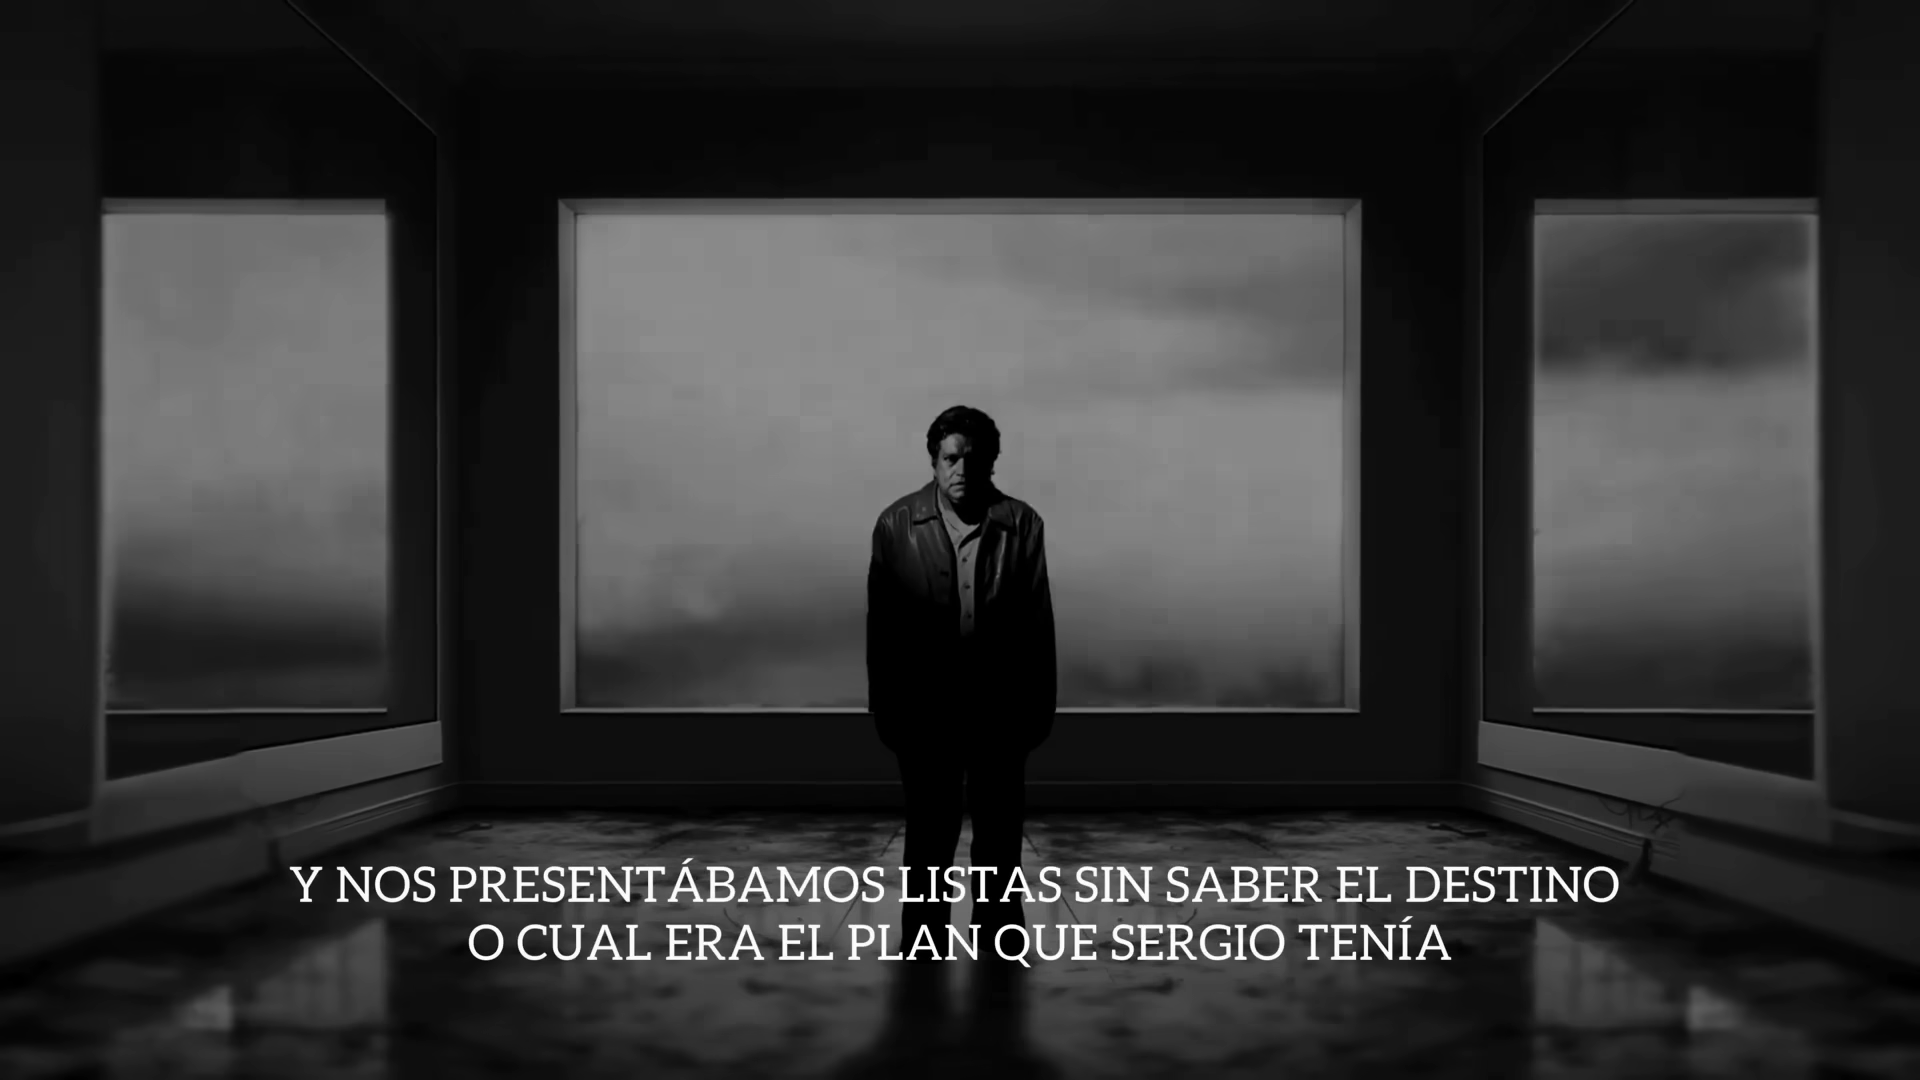 Y NOS PRESENTÁBAMOS LISTAS SIN SABER EL DESTINO
O CUAL ERA EL PLAN QUE SERGIO TENÍA